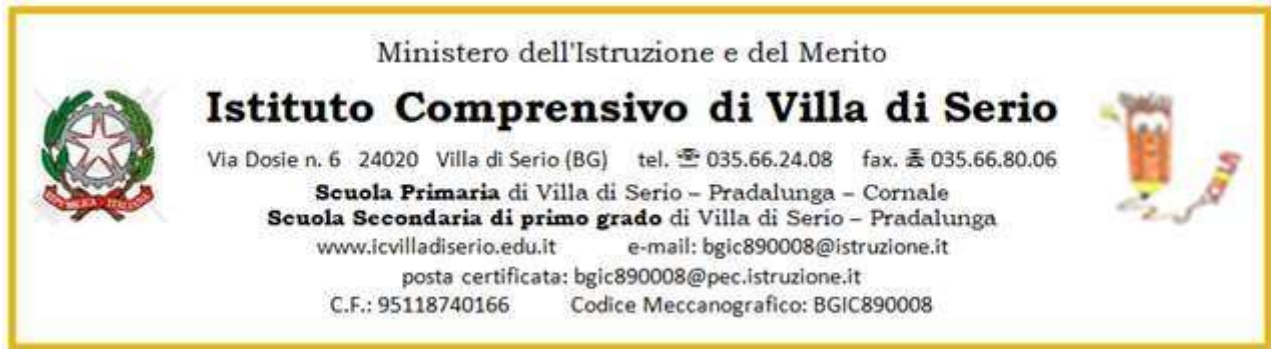 Ministero dell'Istruzione e del Merito
Istituto Comprensivo di Villa di Serio
Via Dosie n. 6 24020 Villa di Serio (BG) tel. ☏ 035.66.24.08 fax. 035.66.80.06
Scuola Primaria di Villa di Serio – Pradalunga – Cornale
Scuola Secondaria di primo grado di Villa di Serio – Pradalunga
www.icvilladiserio.edu.it e-mail: bgic890008@istruzione.it
posta certificata: bgic890008@pec.istruzione.it
C.F.: 95118740166 Codice Meccanografico: BGIC890008
REPVBBLICA ITALIANA